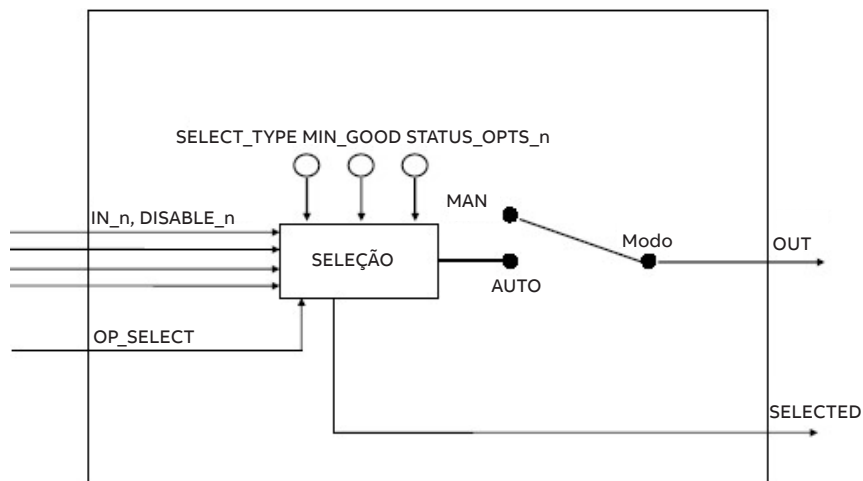 SELECT_TYPE MIN_GOOD STATUS_OPTS_n
IN_n, DISABLE_n
MAN
SELEÇÃO
Modo
OUT
AUTO
OP_SELECT
SELECTED